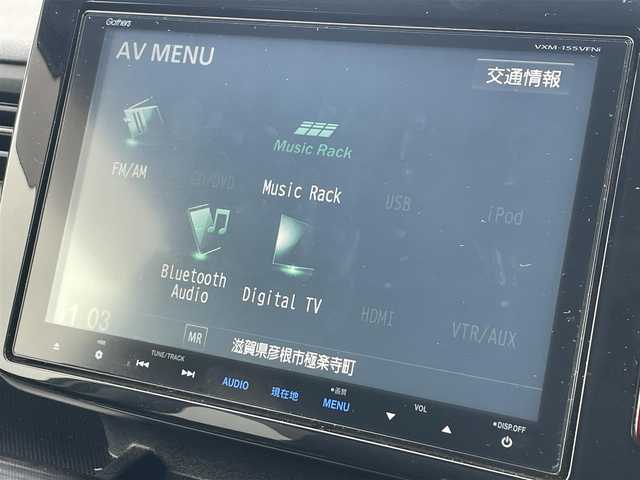 Gathers
VXM-155VFNi
AV MENU
交通情報
Music Rack
FM/AM
CD/DVD
Music Rack
USB
iPod
Bluetooth
Audio
Digital TV
HDMI
VTR/AUX
MR
滋賀県彦根市極楽寺町
TUNE/TRACK
AUDIO
現在地
画質
MENU
VOL
DISP.OFF